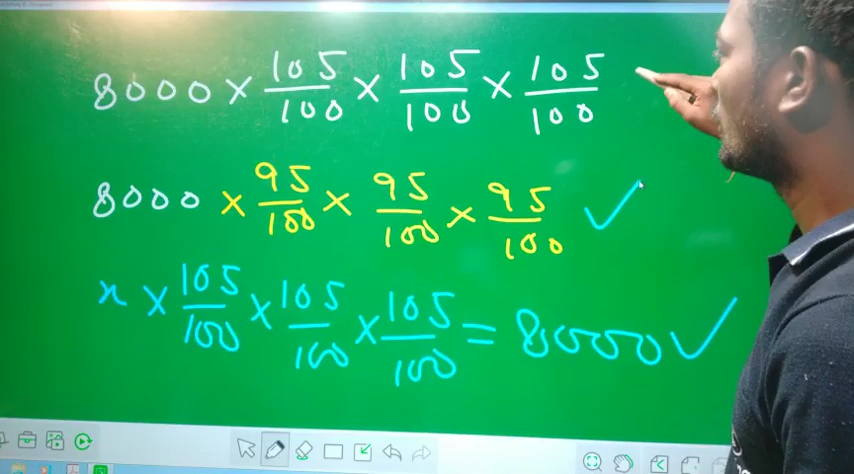 8000 × 105/100 × 105/100 × 105/100
8000 × 95/100 × 95/100 × 95/100 ✓
x × 105/100 × 105/100 × 105/100 = 8000 ✓